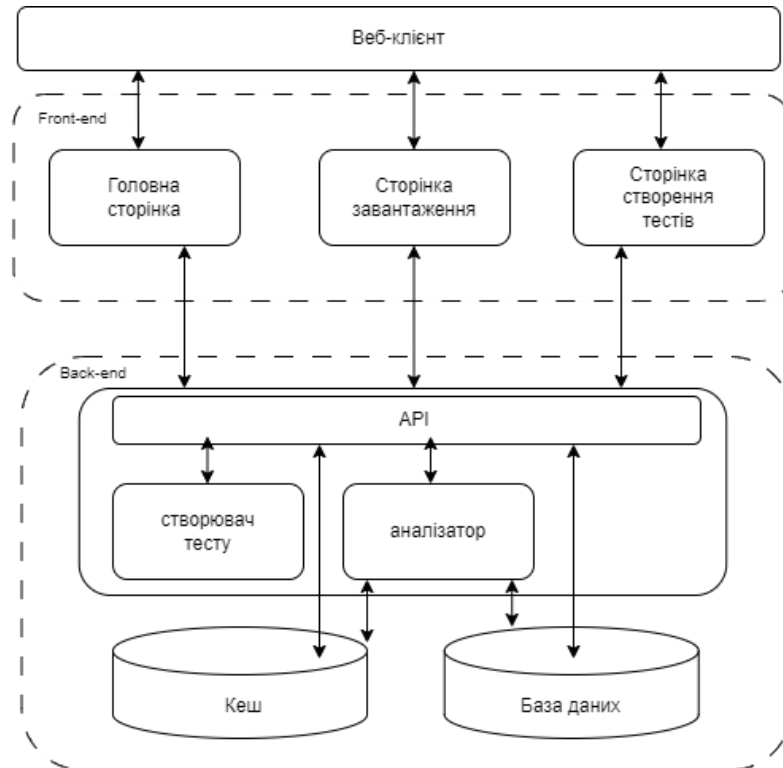 Веб-клієнт
Front-end
Головна
сторінка
Сторінка
завантаження
Сторінка
створення
тестів
Back-end
API
створювач
тесту
аналізатор
Кеш
База даних